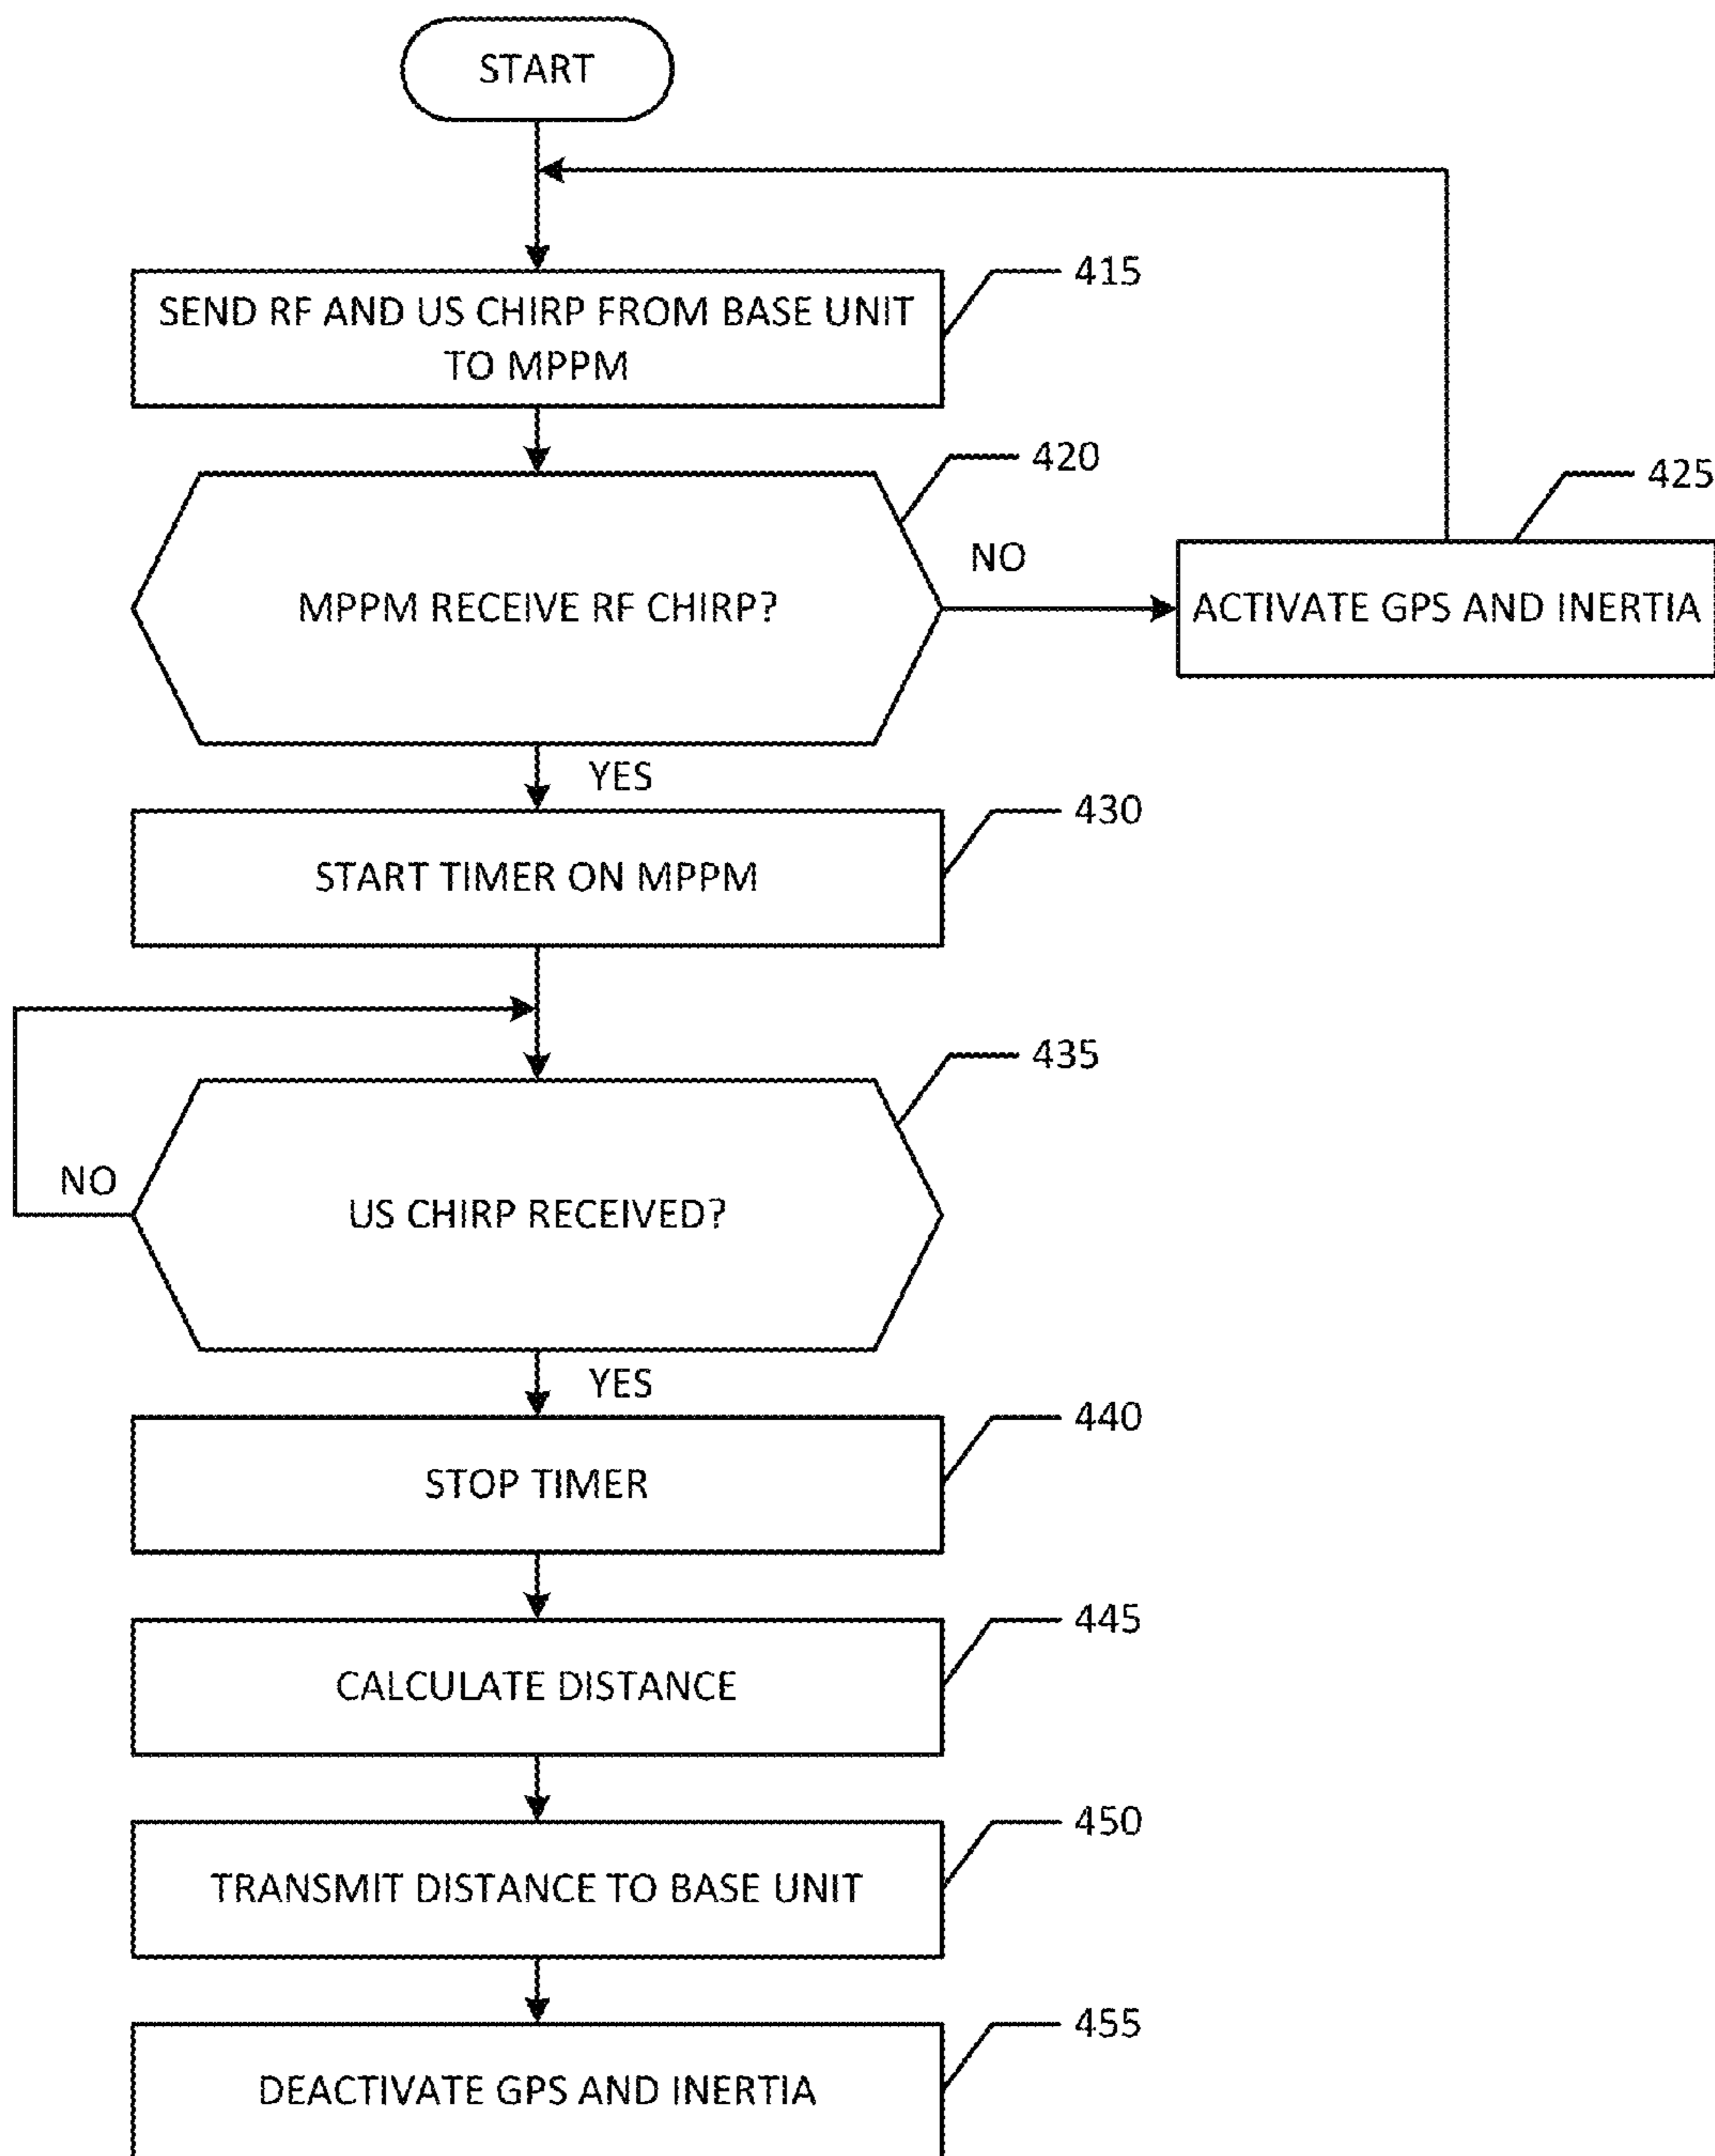 START
415
SEND RF AND US CHIRP FROM BASE UNIT
TO MPPM
420
425
NO
MPPM RECEIVE RF CHIRP?
ACTIVATE GPS AND INERTIA
YES
430
START TIMER ON MPPM
435
NO
US CHIRP RECEIVED?
YES
440
STOP TIMER
445
CALCULATE DISTANCE
450
TRANSMIT DISTANCE TO BASE UNIT
455
DEACTIVATE GPS AND INERTIA